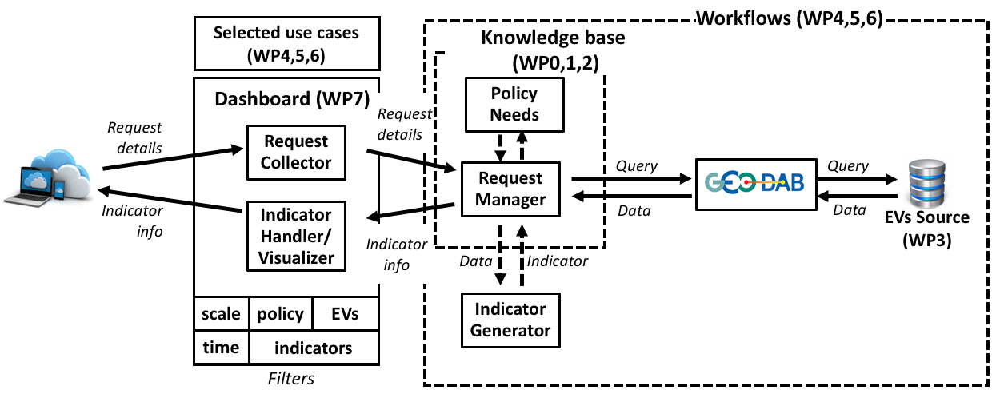 Workflows (WP4,5,6)
Selected use cases
(WP4,5,6)
Knowledge base
(WP0,1,2)
Dashboard (WP7)
Policy
Needs
Request
details
Request
details
Request
Collector
Request
Manager
Query
GEO DAB
Query
Data
Data
EVs Source
(WP3)
Indicator
info
Indicator
Handler/
Visualizer
Indicator
info
Data
Indicator
Indicator
Generator
scale
policy
EVs
time
indicators
Filters